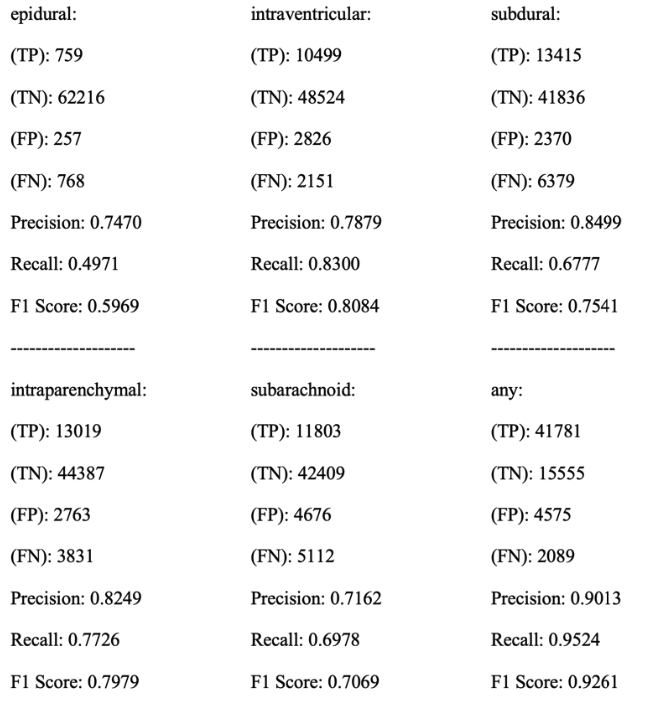 epidural:
(TP): 759
(TN): 62216
(FP): 257
(FN): 768
Precision: 0.7470
Recall: 0.4971
F1 Score: 0.5969
--------------------
intraventricular:
(TP): 10499
(TN): 48524
(FP): 2826
(FN): 2151
Precision: 0.7879
Recall: 0.8300
F1 Score: 0.8084
--------------------
subdural:
(TP): 13415
(TN): 41836
(FP): 2370
(FN): 6379
Precision: 0.8499
Recall: 0.6777
F1 Score: 0.7541
--------------------
intraparenchymal:
(TP): 13019
(TN): 44387
(FP): 2763
(FN): 3831
Precision: 0.8249
Recall: 0.7726
F1 Score: 0.7979
subarachnoid:
(TP): 11803
(TN): 42409
(FP): 4676
(FN): 5112
Precision: 0.7162
Recall: 0.6978
F1 Score: 0.7069
any:
(TP): 41781
(TN): 15555
(FP): 4575
(FN): 2089
Precision: 0.9013
Recall: 0.9524
F1 Score: 0.9261